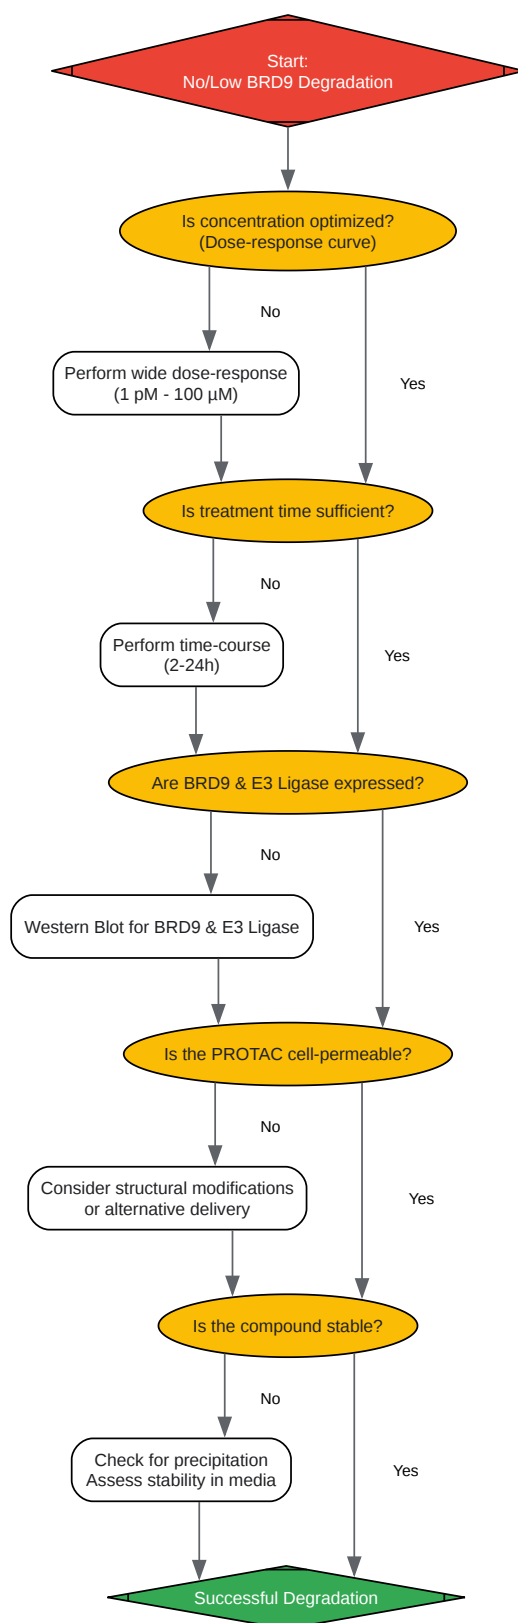 Start:
No/Low BRD9 Degradation
Is concentration optimized?
(Dose-response curve)
No
Perform wide dose-response
(1 pM - 100 µM)
Yes
Is treatment time sufficient?
No
Perform time-course
(2-24h)
Yes
Are BRD9 & E3 Ligase expressed?
No
Western Blot for BRD9 & E3 Ligase
Yes
Is the PROTAC cell-permeable?
No
Consider structural modifications
or alternative delivery
Yes
Is the compound stable?
No
Check for precipitation
Assess stability in media
Yes
Successful Degradation